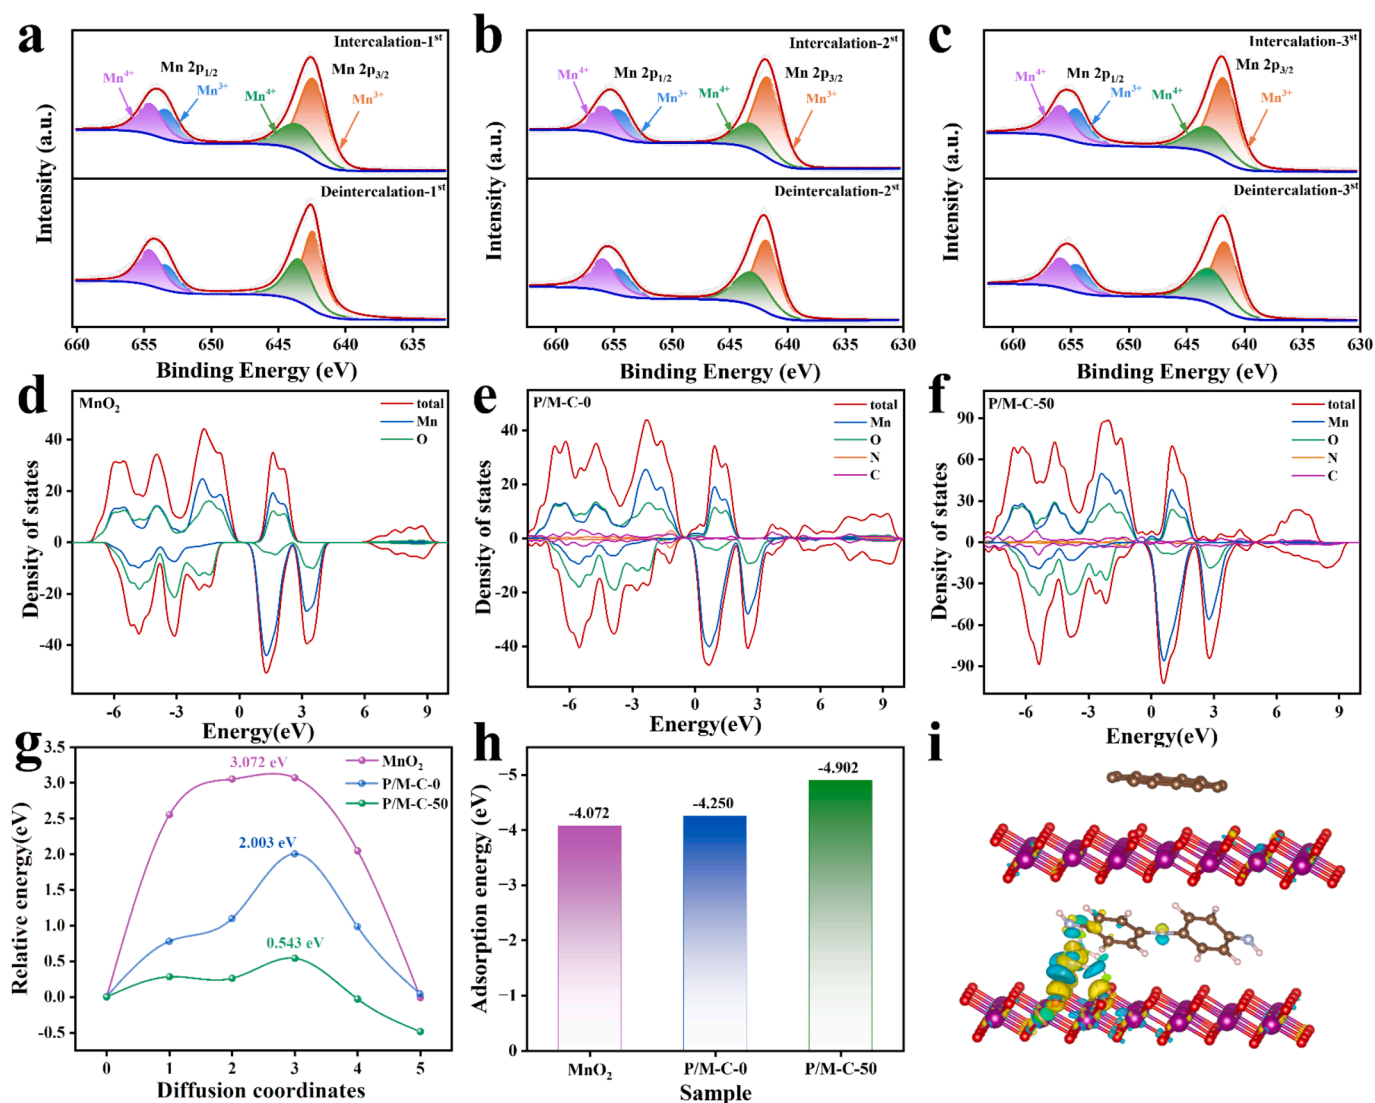 a
Intercalation-1st
Mn 2p1/2
Mn 2p3/2
Mn4+
Mn3+
Mn4+
Mn3+
Deintercalation-1st
Intensity (a.u.)
660 655 650 645 640 635
Binding Energy (eV)
b
Intercalation-2st
Mn 2p1/2
Mn 2p3/2
Mn4+
Mn3+
Mn4+
Mn3+
Deintercalation-2st
Intensity (a.u.)
660 655 650 645 640 635 630
Binding Energy (eV)
c
Intercalation-3st
Mn 2p1/2
Mn 2p3/2
Mn4+
Mn3+
Mn4+
Mn3+
Deintercalation-3st
Intensity (a.u.)
660 655 650 645 640 635 630
Binding Energy (eV)
d
MnO2
total
Mn
O
Density of states
40
20
0
-20
-40
-6 -3 0 3 6 9
Energy(eV)
e
P/M-C-0
total
Mn
O
N
C
Density of states
40
20
0
-20
-40
-6 -3 0 3 6 9
Energy(eV)
f
P/M-C-50
total
Mn
O
N
C
Density of states
90
60
30
0
-30
-60
-90
-6 -3 0 3 6 9
Energy(eV)
g
3.072 eV
2.003 eV
0.543 eV
MnO2
P/M-C-0
P/M-C-50
Relative energy(eV)
3.5
3.0
2.5
2.0
1.5
1.0
0.5
0.0
-0.5
0 1 2 3 4 5
Diffusion coordinates
h
-4.072
-4.250
-4.902
Adsorption energy (eV)
−5
−4
−3
−2
−1
0
MnO2 P/M-C-0 P/M-C-50
Sample
i